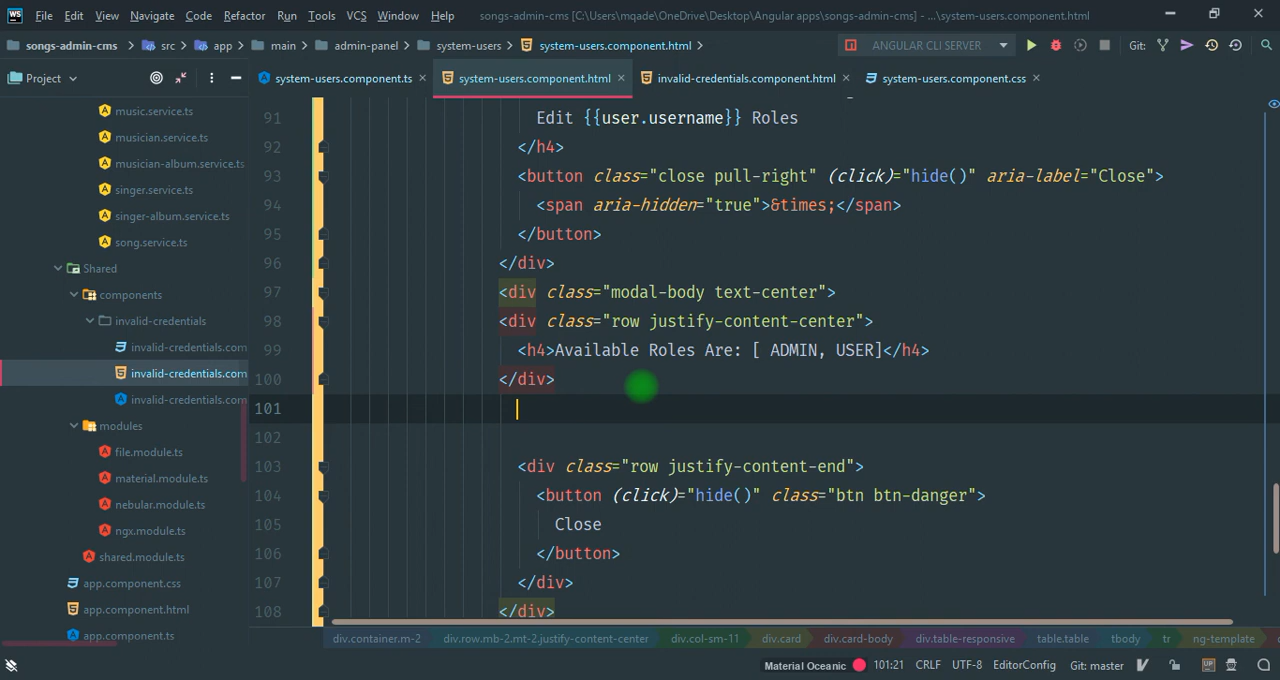 WS File Edit View Navigate Code Refactor Run Tools VCS Window Help songs-admin-cms [C:\Users\mqade\OneDrive\Desktop\Angular apps\songs-admin-cms] - ...\system-users.component.html
songs-admin-cms src app main admin-panel system-users system-users.component.html ANGULAR CLI SERVER Git:
Project system-users.component.ts system-users.component.html invalid-credentials.component.html system-users.component.css
music.service.ts
musician.service.ts
musician-album.service.ts
singer.service.ts
singer-album.service.ts
song.service.ts
Shared
components
invalid-credentials
invalid-credentials.com
invalid-credentials.com
invalid-credentials.com
modules
file.module.ts
material.module.ts
nebular.module.ts
ngx.module.ts
shared.module.ts
app.component.css
app.component.html
app.component.ts
91 Edit {{user.username}} Roles
92 </h4>
93 <button class="close pull-right" (click)="hide()" aria-label="Close">
94 <span aria-hidden="true">&times;</span>
95 </button>
96 </div>
97 <div class="modal-body text-center">
98 <div class="row justify-content-center">
99 <h4>Available Roles Are: [ ADMIN, USER]</h4>
100 </div>
101
102
103 <div class="row justify-content-end">
104 <button (click)="hide()" class="btn btn-danger">
105 Close
106 </button>
107 </div>
108 </div>
div.container.m-2 div.row.mb-2.mt-2.justify-content-center div.col-sm-11 div.card div.card-body div.table-responsive table.table tbody tr ng-template
Material Oceanic 101:21 CRLF UTF-8 EditorConfig Git: master